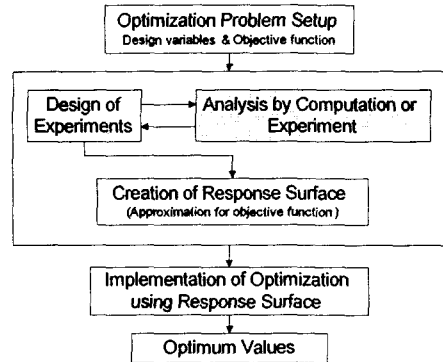 Optimization Problem Setup
Design variables & Objective function
Design of
Experiments
Analysis by Computation or
Experiment
Creation of Response Surface
(Approximation for objective function)
Implementation of Optimization
using Response Surface
Optimum Values